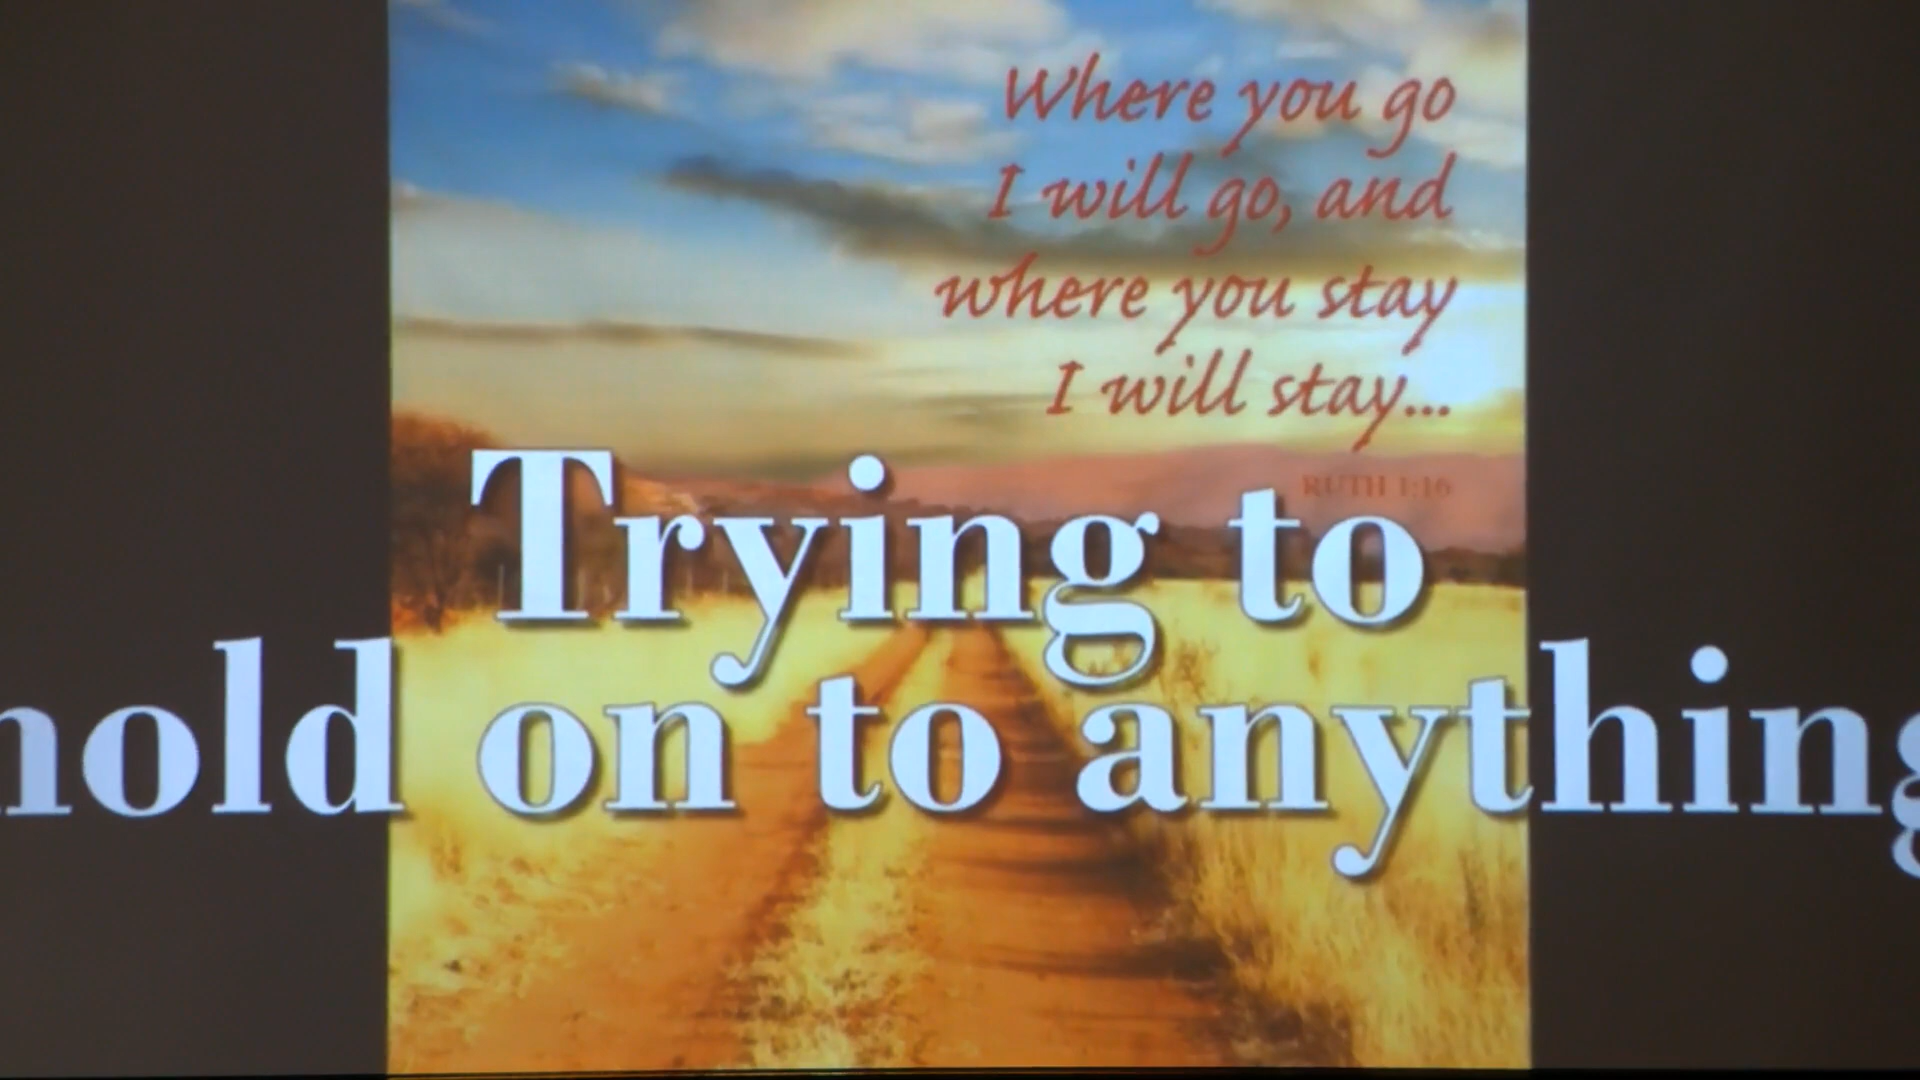 Where you go
I will go, and
where you stay
I will stay...
RUTH 1:16
Trying to
hold on to anything